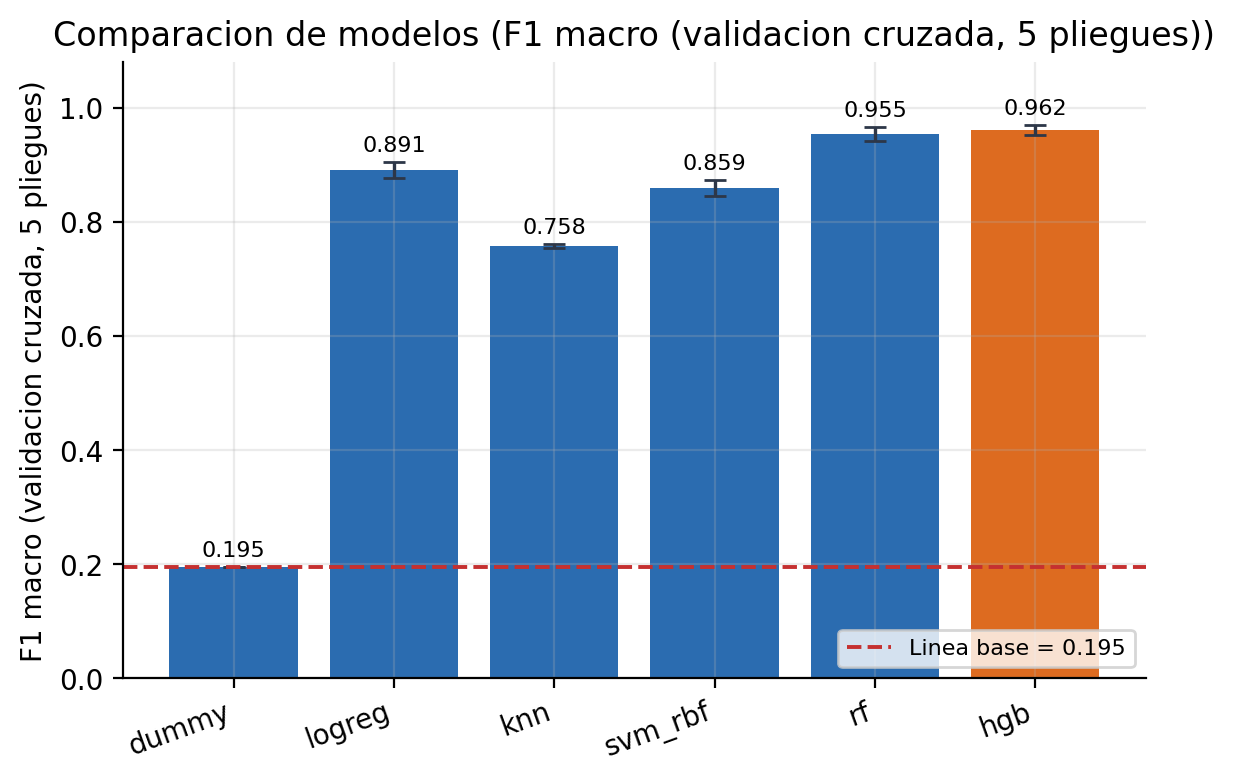 Comparacion de modelos (F1 macro (validacion cruzada, 5 pliegues))
F1 macro (validacion cruzada, 5 pliegues)
1.0
0.8
0.6
0.4
0.2
0.0
0.195
0.891
0.758
0.859
0.955
0.962
Linea base = 0.195
dummy
logreg
knn
svm_rbf
rf
hgb